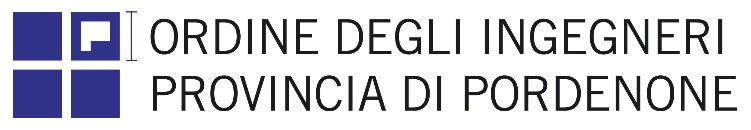 ORDINE DEGLI INGEGNERI
PROVINCIA DI PORDENONE